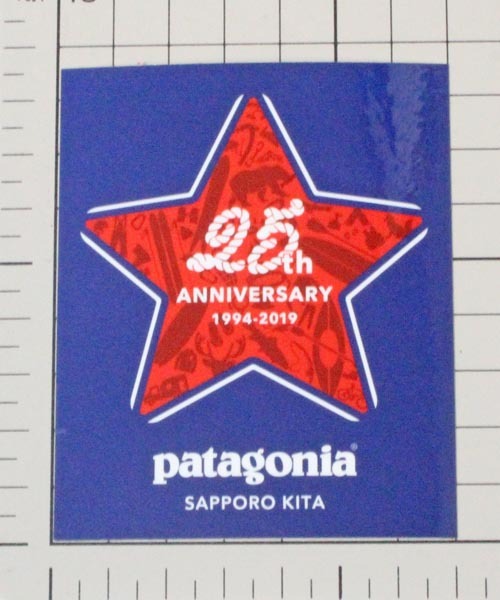 25th
ANNIVERSARY
1994-2019
patagonia®
SAPPORO KITA